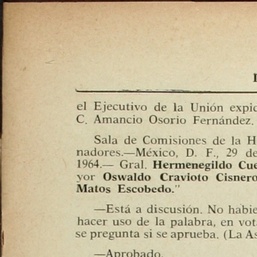 el Ejecutivo de la Unión expid
C. Amancio Osorio Fernández.
Sala de Comisiones de la H
nadores.—México, D. F., 29 de
1964.— Gral. Hermenegildo Cue
yor Oswaldo Cravioto Cisnero
Matos Escobedo."
—Está a discusión. No habie
hacer uso de la palabra, en vot
se pregunta si se aprueba. (La As
—Aprobado.